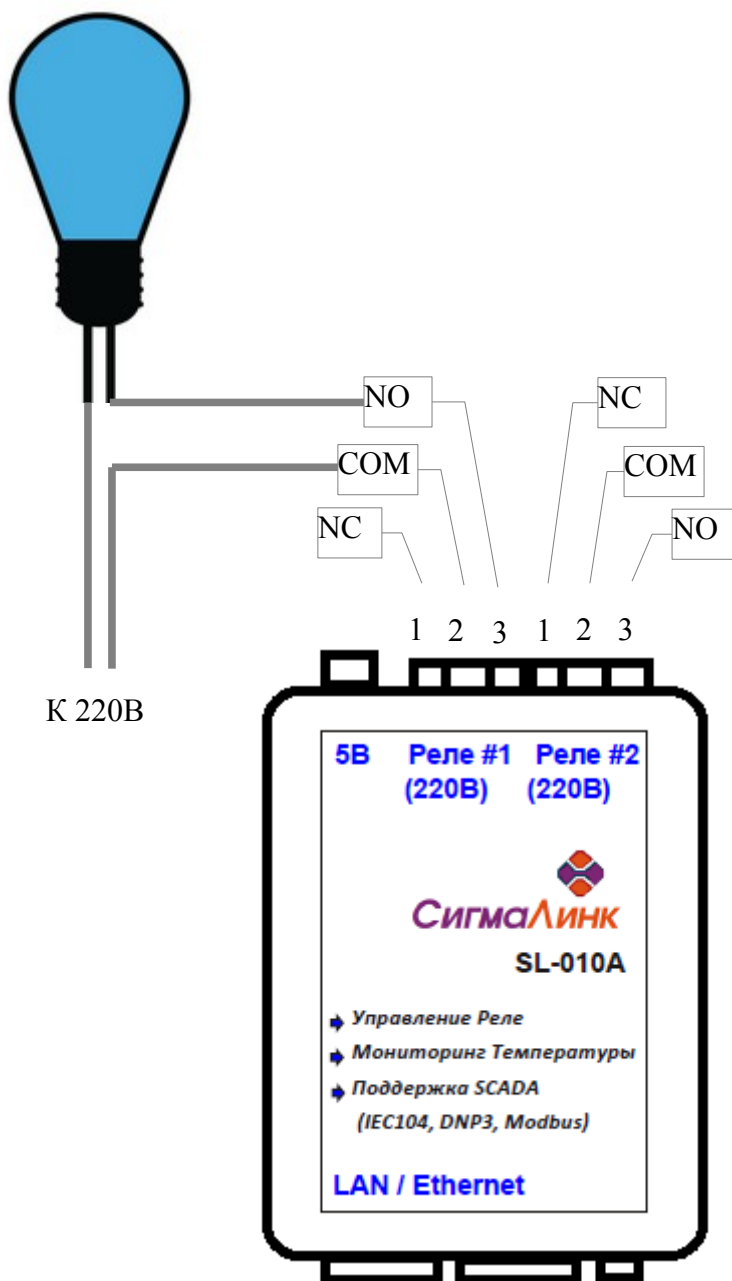 NO
NC
COM
COM
NC
NO
1 2 3 1 2 3
К 220В
5В Реле #1 Реле #2
(220В) (220В)
СигмаЛинк
SL-010A
Управление Реле
Мониторинг Температуры
Поддержка SCADA
(IEC104, DNP3, Modbus)
LAN / Ethernet